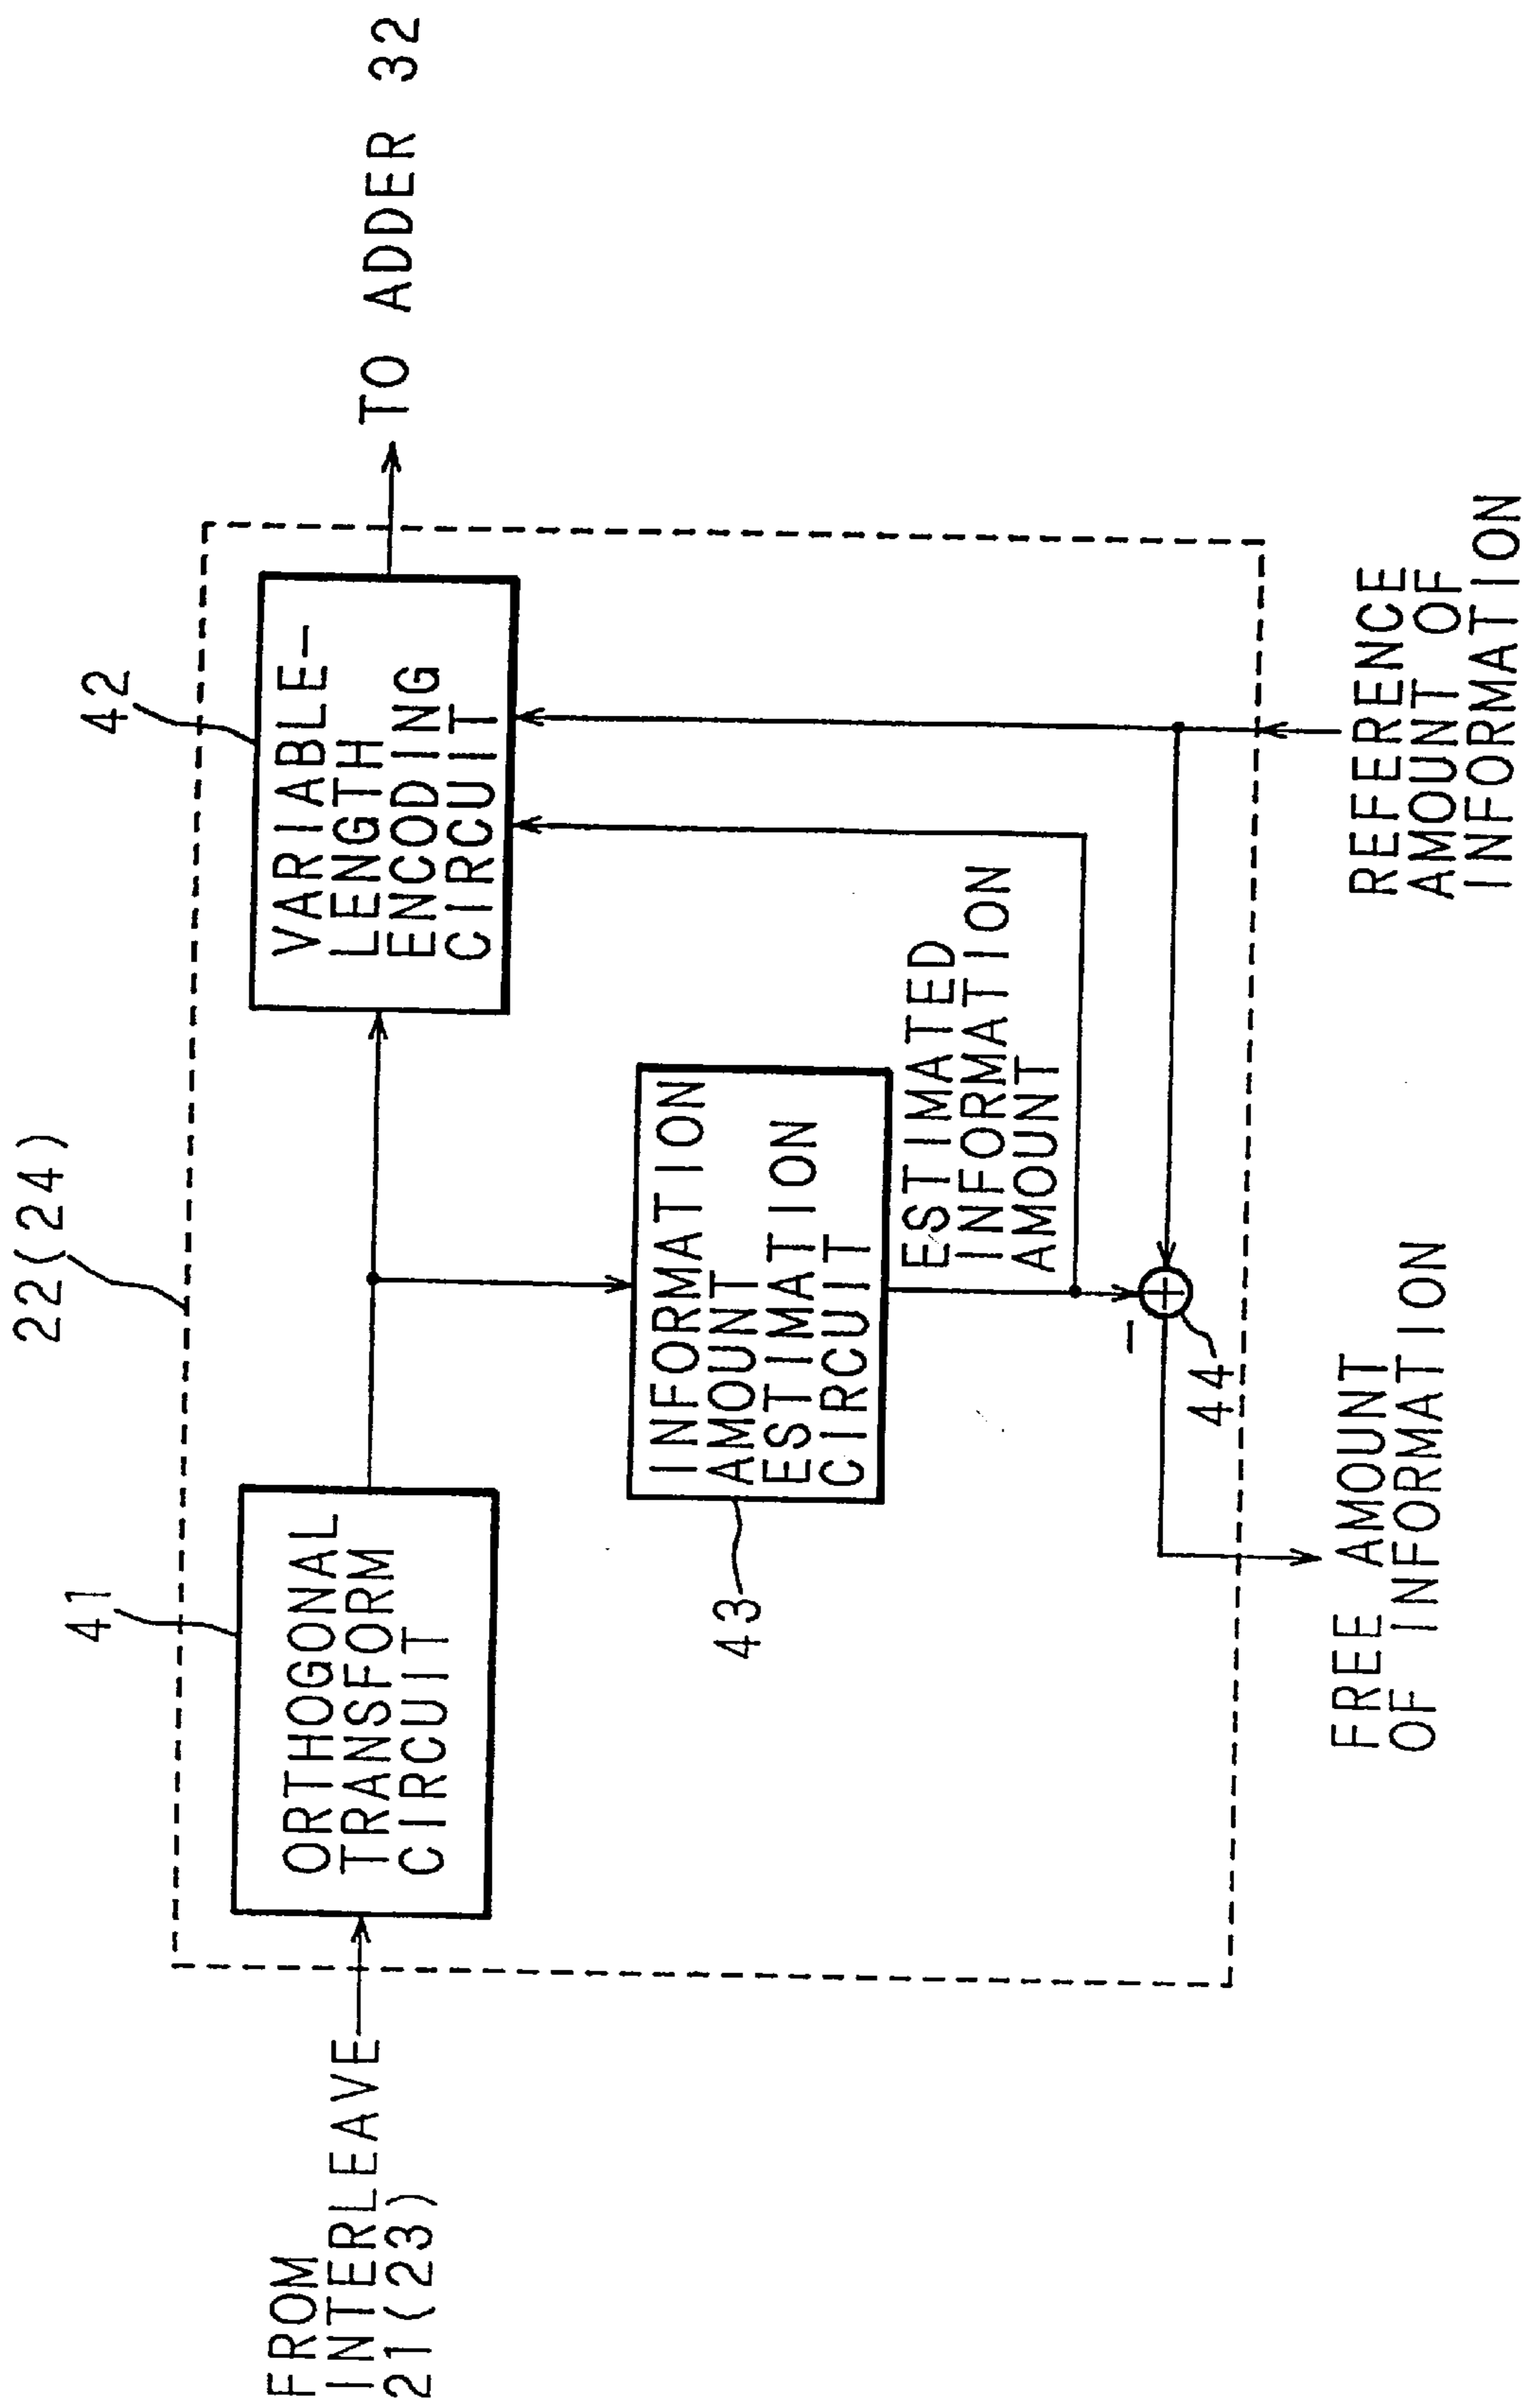 22(24)
41
42
FROM
INTERLEAVE
21(23)
ORTHOGONAL
TRANSFORM
CIRCUIT
VARIABLE-
LENGTH
ENCODING
CIRCUIT
TO ADDER 32
43
INFORMATION
AMOUNT
ESTIMATION
CIRCUIT
ESTIMATED
INFORMATION
AMOUNT
−
+
44
FREE AMOUNT
OF INFORMATION
REFERENCE
AMOUNT OF
INFORMATION